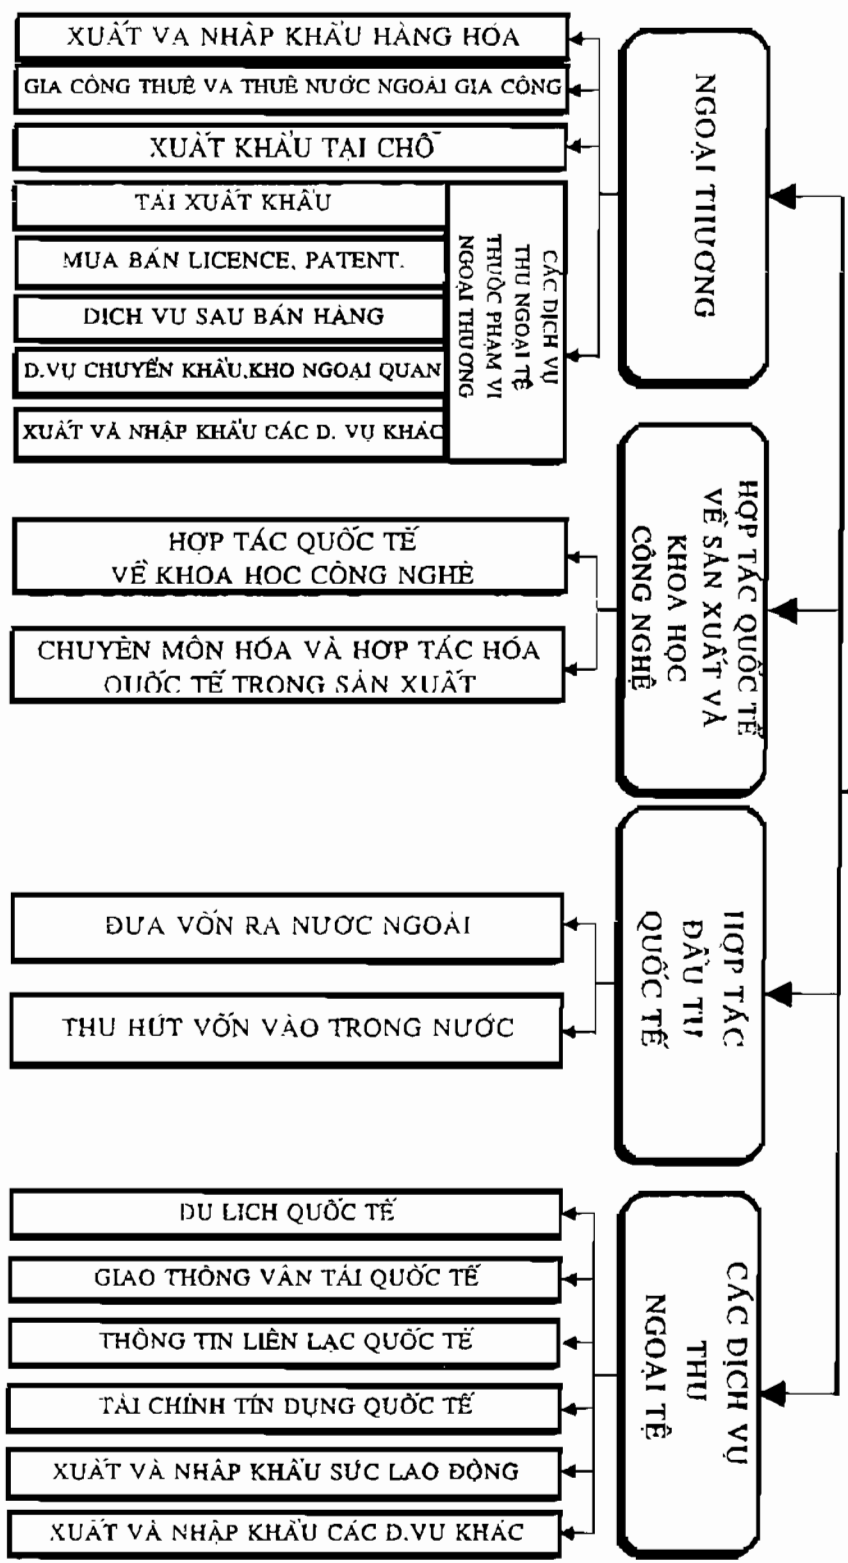 NGOẠI THƯƠNG
XUẤT VA NHẬP KHẨU HÀNG HÓA
GIA CÔNG THUÊ VA THUÊ NƯỚC NGOÀI GIA CÔNG
XUẤT KHẨU TẠI CHỖ
CÁC DỊCH VỤ
THU NGOẠI TỆ
THUỘC PHẠM VI
NGOẠI THƯƠNG
TÁI XUẤT KHẨU
MUA BÁN LICENCE, PATENT.
DỊCH VỤ SAU BÁN HÀNG
D.VỤ CHUYỂN KHẨU,KHO NGOẠI QUAN
XUẤT VÀ NHẬP KHẨU CÁC D. VỤ KHÁC
HỢP TÁC QUỐC TẾ
VỀ SẢN XUẤT VÀ
KHOA HỌC
CÔNG NGHỆ
HỢP TÁC QUỐC TẾ
VỀ KHOA HỌC CÔNG NGHỆ
CHUYÊN MÔN HÓA VÀ HỢP TÁC HÓA
QUỐC TẾ TRONG SẢN XUẤT
HỢP TÁC
ĐẦU TƯ
QUỐC TẾ
ĐƯA VỐN RA NƯỚC NGOÀI
THU HÚT VỐN VÀO TRONG NƯỚC
CÁC DỊCH VỤ
THU
NGOẠI TỆ
DU LỊCH QUỐC TẾ
GIAO THÔNG VẬN TẢI QUỐC TẾ
THÔNG TIN LIÊN LẠC QUỐC TẾ
TÀI CHÍNH TÍN DỤNG QUỐC TẾ
XUẤT VÀ NHẬP KHẨU SỨC LAO ĐỘNG
XUẤT VÀ NHẬP KHẨU CÁC D.VỤ KHÁC